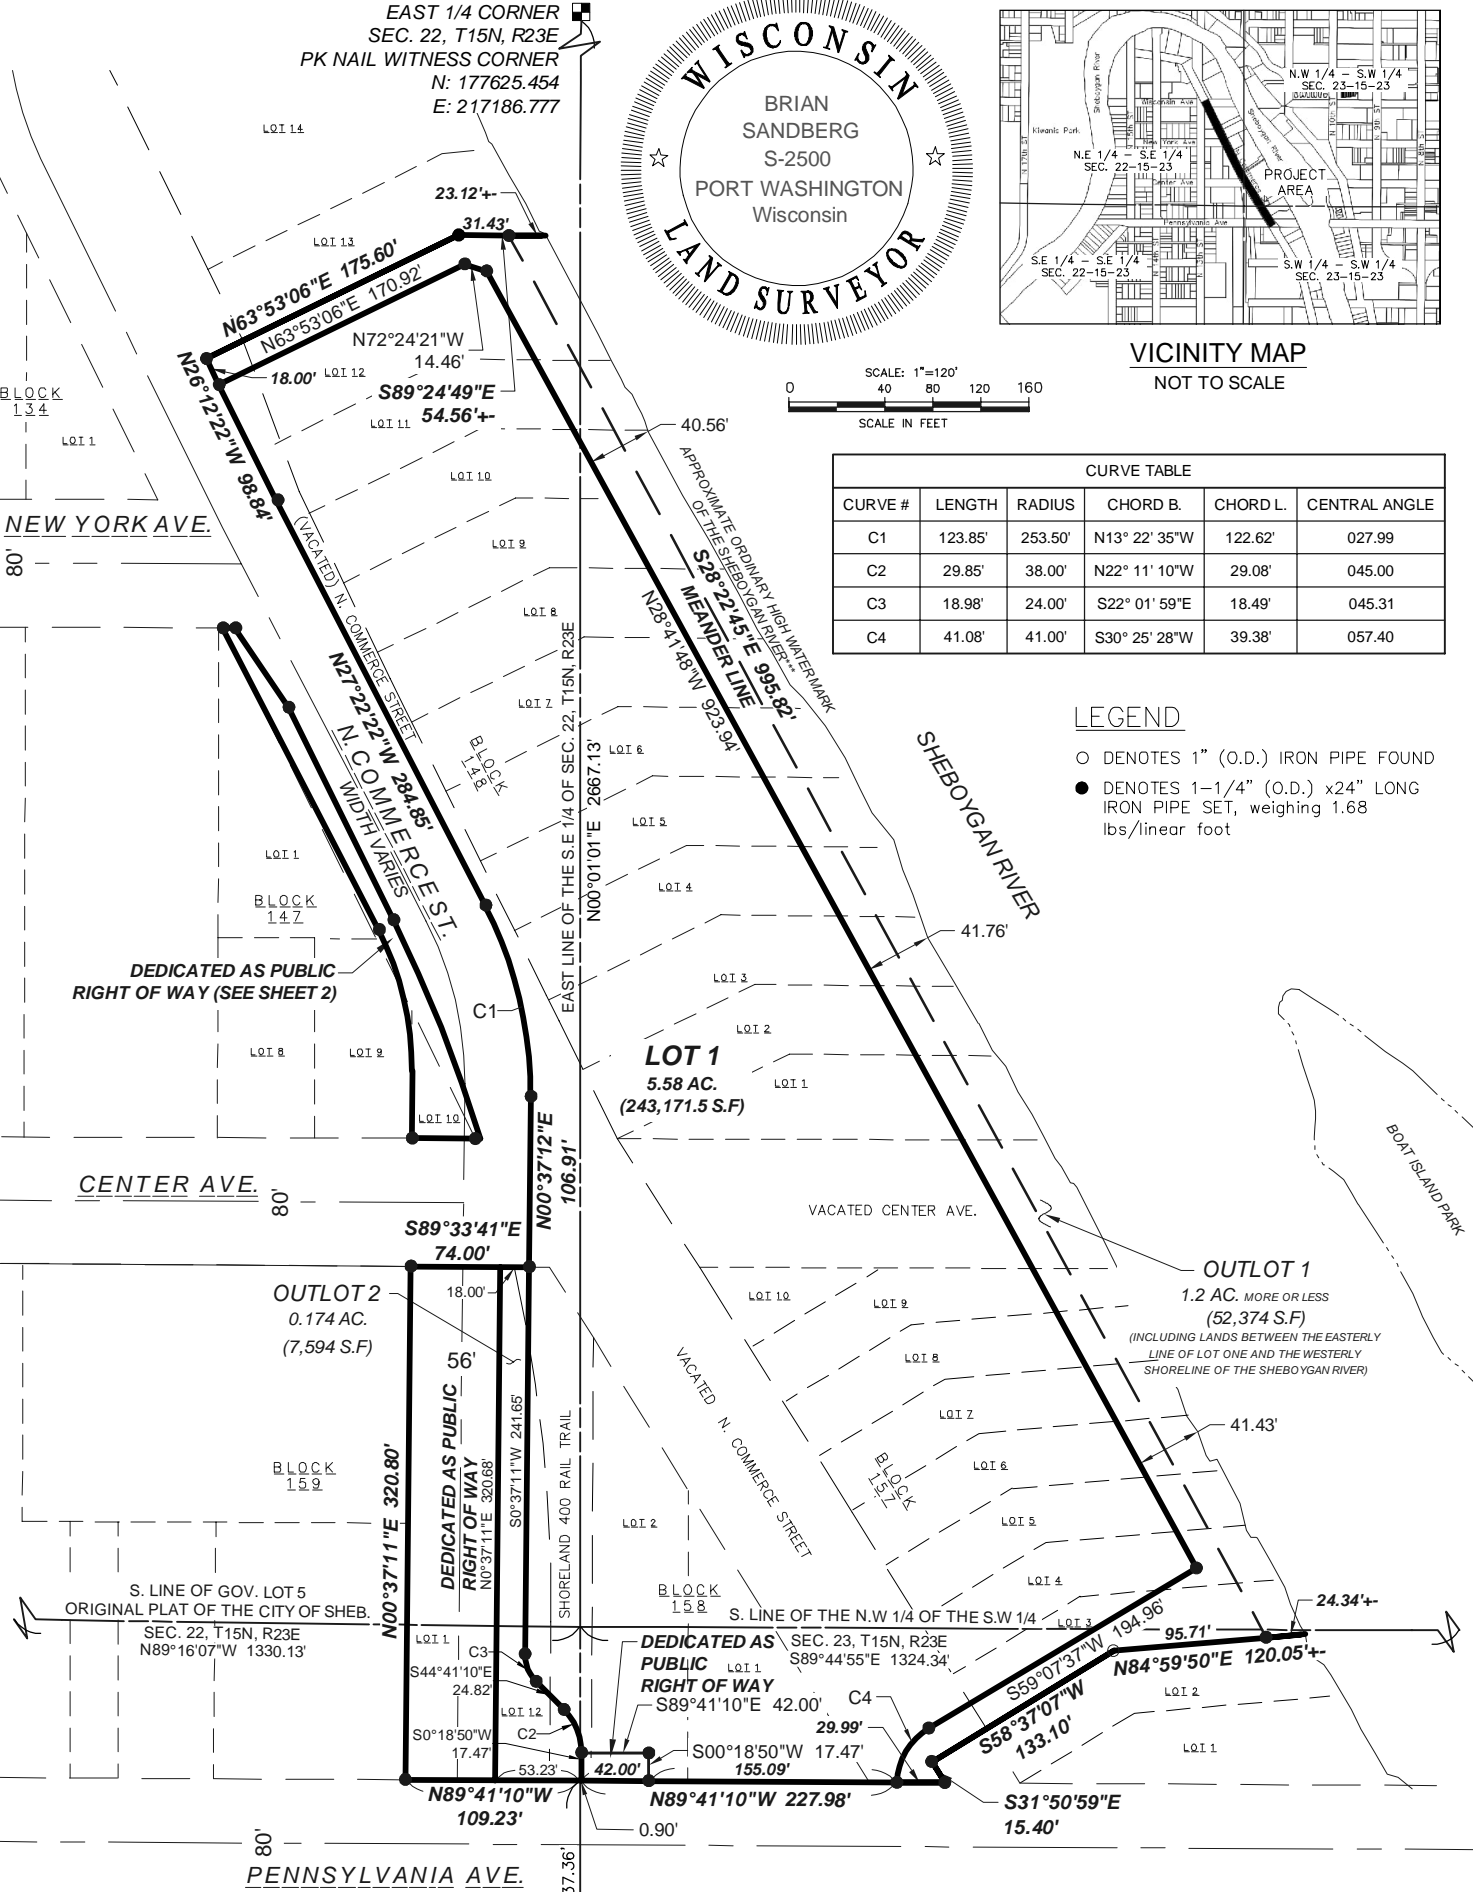 EAST 1/4 CORNER
SEC. 22, T15N, R23E
PK NAIL WITNESS CORNER
N: 177625.454
E: 217186.777
WISCONSIN
BRIAN
SANDBERG
S-2500
PORT WASHINGTON
Wisconsin
LAND SURVEYOR
N.W 1/4 - S.W 1/4
SEC. 23-15-23
Sheboygan River
Wisconsin Ave
Kiwanis Park
New York Ave
N.E 1/4 - S.E 1/4
SEC. 22-15-23
Center Ave
PROJECT
AREA
Pennsylvania Ave
S.E 1/4 - S.E 1/4
SEC. 22-15-23
S.W 1/4 - S.W 1/4
SEC. 23-15-23
N 17th ST
Sheboygan River
VICINITY MAP
NOT TO SCALE
SCALE: 1"=120'
0 40 80 120 160
SCALE IN FEET
CURVE TABLE
CURVE # LENGTH RADIUS CHORD B. CHORD L. CENTRAL ANGLE
C1 123.85' 253.50' N13° 22' 35"W 122.62' 027.99
C2 29.85' 38.00' N22° 11' 10"W 29.08' 045.00
C3 18.98' 24.00' S22° 01' 59"E 18.49' 045.31
C4 41.08' 41.00' S30° 25' 28"W 39.38' 057.40
LEGEND
DENOTES 1" (O.D.) IRON PIPE FOUND
DENOTES 1-1/4" (O.D.) x24" LONG
IRON PIPE SET, weighing 1.68
lbs/linear foot
LOT 14
23.12'+-
31.43'
LOT 13
N63°53'06"E 175.60'
N63°53'06"E 170.92'
N72°24'21"W
14.46'
18.00'
LOT 12
S89°24'49"E
54.56'+-
N26°12'22"W 98.84'
BLOCK
134
LOT 1
LOT 11
40.56'
LOT 10
APPROXIMATE ORDINARY HIGH WATERMARK
OF THE SHEBOYGAN RIVER***
NEW YORK AVE.
80'
(VACATED) N. COMMERCE STREET
LOT 9
S28°22'45"E 995.82'
MEANDER LINE
N28°41'48"W 923.94'
LOT 8
EAST LINE OF THE S.E 1/4 OF SEC. 22, T15N, R23E
N00°01'01"E 2667.13'
N27°22'22"W 284.85'
N. COMMERCE ST.
WIDTH VARIES
LOT 7
BLOCK
148
LOT 6
SHEBOYGAN RIVER
LOT 5
LOT 1
LOT 4
BLOCK
147
41.76'
DEDICATED AS PUBLIC
RIGHT OF WAY (SEE SHEET 2)
C1
LOT 3
LOT 2
LOT 8
LOT 9
LOT 1
5.58 AC.
(243,171.5 S.F)
LOT 1
LOT 10
N00°37'12"E
106.91'
BOAT ISLAND PARK
CENTER AVE.
80'
VACATED CENTER AVE.
S89°33'41"E
74.00'
OUTLOT 2
0.174 AC.
(7,594 S.F)
18.00'
56'
OUTLOT 1
1.2 AC. MORE OR LESS
(52,374 S.F)
(INCLUDING LANDS BETWEEN THE EASTERLY
LINE OF LOT ONE AND THE WESTERLY
SHORELINE OF THE SHEBOYGAN RIVER)
LOT 10
LOT 9
LOT 8
VACATED N. COMMERCE STREET
LOT 7
41.43'
N00°37'11"E 320.80'
DEDICATED AS PUBLIC
RIGHT OF WAY
N0°37'11"E 320.68'
S0°37'11"W 241.65'
SHORELAND 400 RAIL TRAIL
BLOCK
159
BLOCK
157
LOT 6
LOT 2
LOT 5
BLOCK
158
LOT 4
S. LINE OF GOV. LOT 5
ORIGINAL PLAT OF THE CITY OF SHEB.
SEC. 22, T15N, R23E
N89°16'07"W 1330.13'
S. LINE OF THE N.W 1/4 OF THE S.W 1/4
SEC. 23, T15N, R23E
S89°44'55"E 1324.34'
LOT 3
24.34'+-
95.71'
N84°59'50"E 120.05'+-
S59°07'37"W 194.96'
S58°37'07"W
133.10'
LOT 1
C3
S44°41'10"E
24.82'
LOT 12
C2
S0°18'50"W
17.47'
DEDICATED AS
PUBLIC
RIGHT OF WAY
LOT 1
S89°41'10"E 42.00'
C4
29.99'
LOT 2
LOT 1
S00°18'50"W 17.47'
53.23'
42.00'
155.09'
N89°41'10"W
109.23'
N89°41'10"W 227.98'
S31°50'59"E
15.40'
0.90'
80'
PENNSYLVANIA AVE.
37.36'